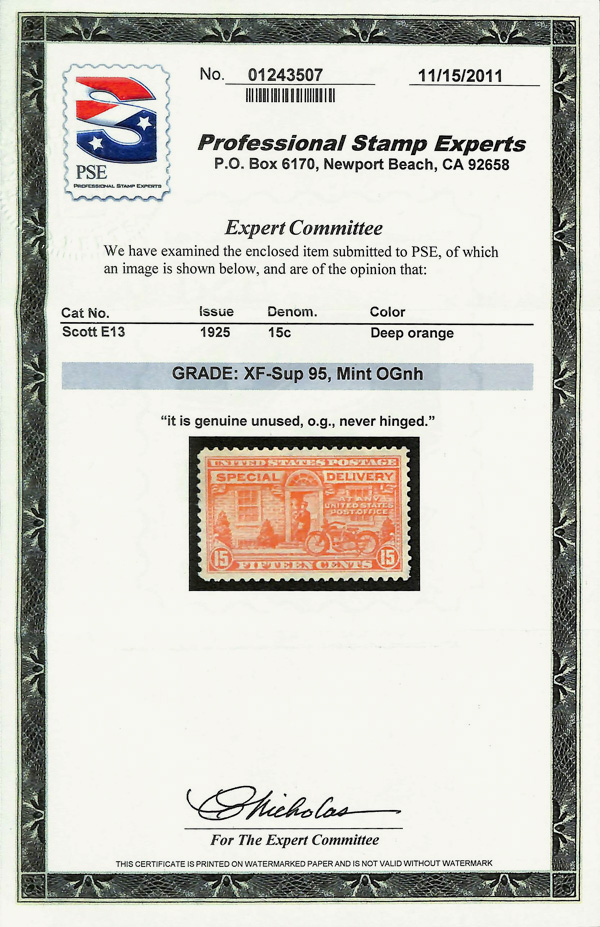 No. 01243507
11/15/2011
PSE
PROFESSIONAL STAMP EXPERTS
Professional Stamp Experts
P.O. Box 6170, Newport Beach, CA 92658
Expert Committee
We have examined the enclosed item submitted to PSE, of which
an image is shown below, and are of the opinion that:
Cat No. Issue Denom. Color
Scott E13 1925 15c Deep orange
GRADE: XF-Sup 95, Mint OGnh
“it is genuine unused, o.g., never hinged.”
UNITED STATES POSTAGE
SPECIAL DELIVERY
AT ANY
UNITED STATES
POST OFFICE
15 15
FIFTEEN CENTS
Nicholas
For The Expert Committee
THIS CERTIFICATE IS PRINTED ON WATERMARKED PAPER AND IS NOT VALID WITHOUT WATERMARK